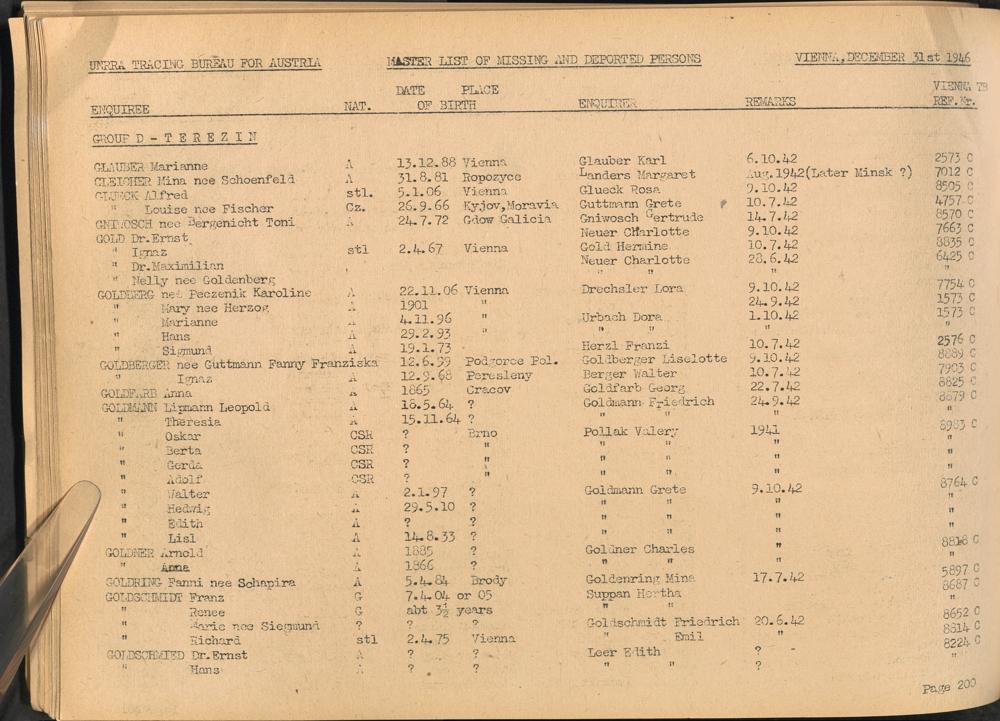 UNRRA TRACING BUREAU FOR AUSTRIA MASTER LIST OF MISSING AND DEPORTED PERSONS VIENNA, DECEMBER 31st 1946
DATE PLACE VIENNA TB
ENQUIREE NAT. OF BIRTH ENQUIRER REMARKS REF.Nr.
GROUP D - TEREZIN
GLAUBER Marianne A 13.12.88 Vienna Glauber Karl 6.10.42 2573 C
GLEICHER Mina nee Schoenfeld A 31.8.81 Ropozyce Landers Margaret Aug.1942(Later Minsk ?) 7012 C
GLUECK Alfred stl. 5.1.06 Vienna Glueck Rosa 9.10.42 8505 C
" Louise nee Fischer Cz. 26.9.66 Kyjov,Moravia Guttmann Grete 10.7.42 4757 C
GNIWOSCH nee Bergenicht Toni A 24.7.72 Gdow Galicia Gniwosch Gertrude 14.7.42 8570 C
GOLD Dr.Ernst Neuer Charlotte 9.10.42 7663 C
" Ignaz stl 2.4.67 Vienna Gold Hermine 10.7.42 8835 C
" Dr.Maximilian Neuer Charlotte 28.6.42 6425 C
" Nelly nee Goldenberg " " "
GOLDBERG nee Peczenik Karoline A 22.11.06 Vienna Drechsler Lora 9.10.42 7754 C
" Mary nee Herzog A 1901 " 24.9.42 1573 C
" Marianne A 4.11.96 " Urbach Dora 1.10.42 1573 C
" Hans A 29.2.93 " " " "
" Sigmund A 19.1.73 Herzl Franzi 10.7.42 2576 C
GOLDBERGER nee Guttmann Fanny Franziska 12.6.59 Podgorce Pol. Goldberger Liselotte 9.10.42 8889 C
" Ignaz A 12.9.68 Peresleny Berger Walter 10.7.42 7903 C
GOLDFARB Anna A 1865 Cracov Goldfarb Georg 22.7.42 8825 C
GOLDMANN Lipmann Leopold A 18.5.64 ? Goldmann Friedrich 24.9.42 8879 C
" Theresia A 15.11.64 ? " " " "
" Oskar CSR ? Brno Pollak Valery 1941 8983 C
" Berta CSR ? " " " "
" Gerda CSR ? " " " "
" Adolf CSR ? " " " "
" Walter A 2.1.97 ? Goldmann Grete 9.10.42 8764 C
" Hedwig A 29.5.10 ? " " "
" Edith A ? ? " " "
" Lisl A 14.8.33 ? " " "
GOLDNER Arnold A 1885 ? Goldner Charles " 8818 C
" Anna A 1866 ? " " "
GOLDRING Fanni nee Schapira A 5.4.84 Brody Goldenring Mina 17.7.42 5897 C
GOLDSCHMIDT Franz G 7.4.04 or 05 Suppan Hertha 8687 C
" Renee G abt 3½ years " " "
" Marie nee Siegmund ? ? ? Goldschmidt Friedrich 20.6.42 8652 C
" Richard stl 2.4.75 Vienna " Emil " 8814 C
GOLDSCHMIED Dr.Ernst A ? ? Leer Edith ? 8224 C
" Hans A ? ? " " ? "
Page 200